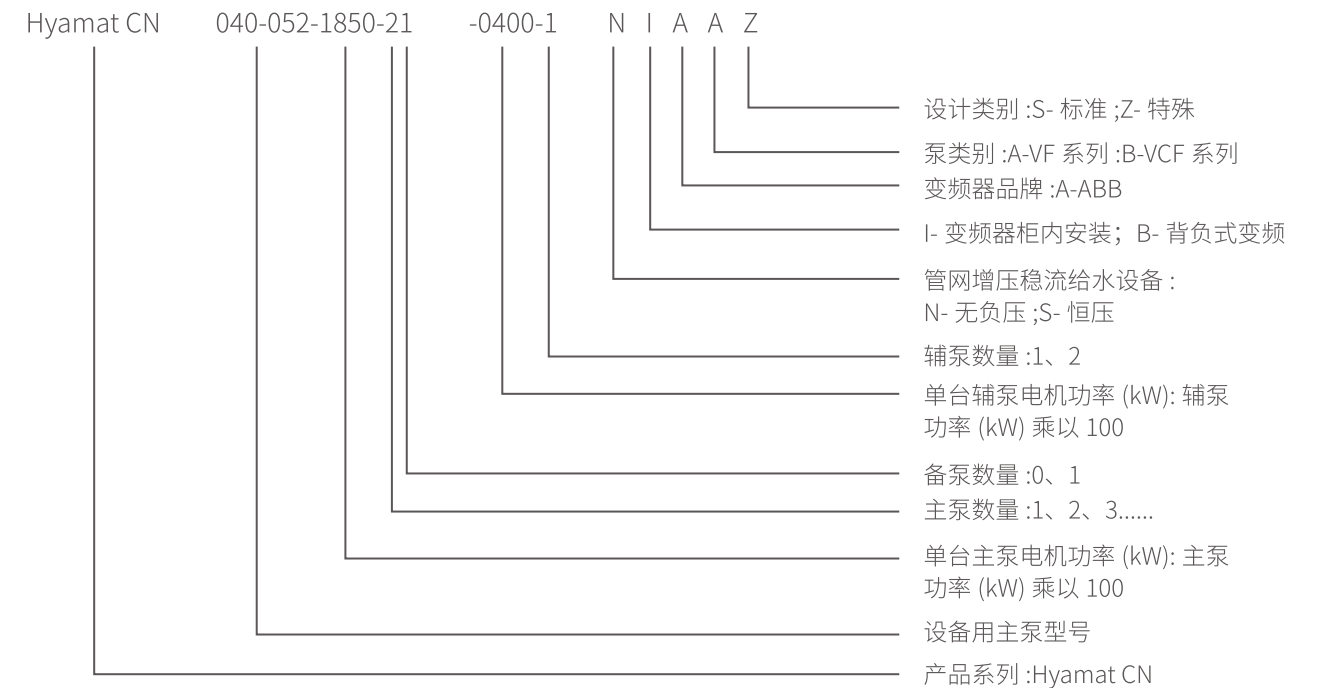 Hyamat CN 040-052-1850-21 -0400-1 N I A A Z
设计类别 :S- 标准 ;Z- 特殊
泵类别 :A-VF 系列 :B-VCF 系列
变频器品牌 :A-ABB
I- 变频器柜内安装；B- 背负式变频
管网增压稳流给水设备 :
N- 无负压 ;S- 恒压
辅泵数量 :1、2
单台辅泵电机功率 (kW): 辅泵
功率 (kW) 乘以 100
备泵数量 :0、1
主泵数量 :1、2、3......
单台主泵电机功率 (kW): 主泵
功率 (kW) 乘以 100
设备用主泵型号
产品系列 :Hyamat CN